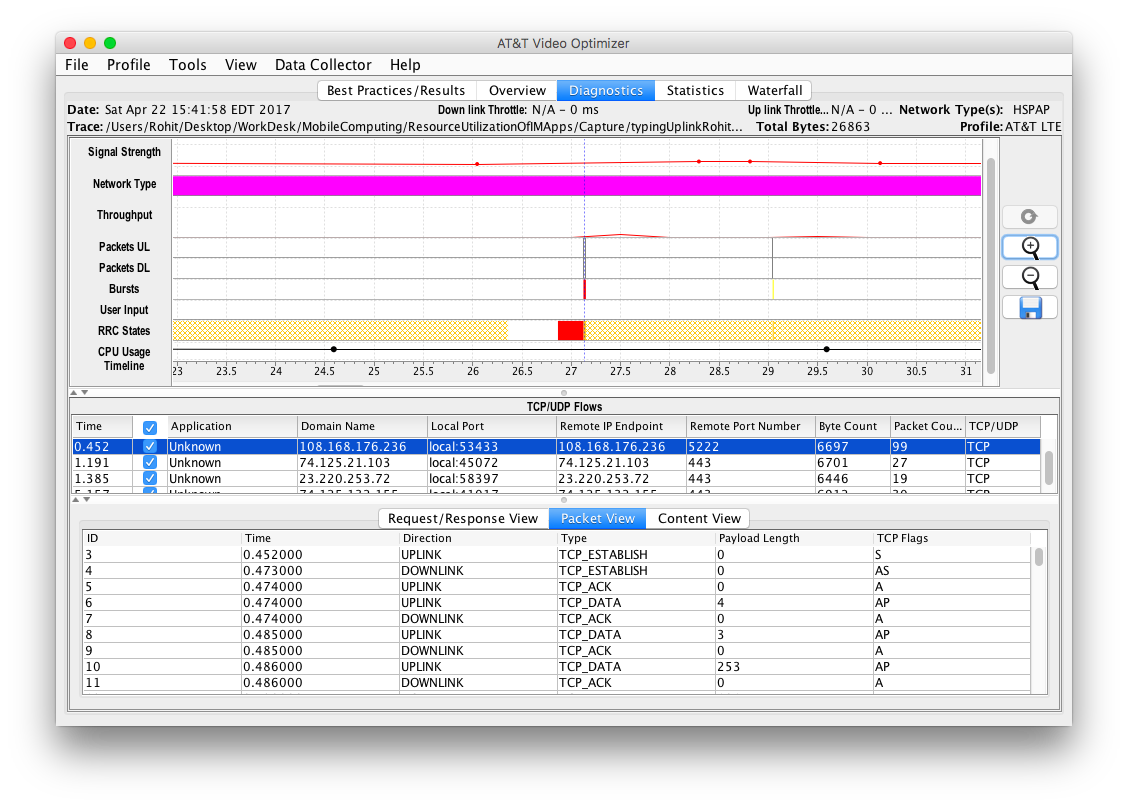 AT&T Video Optimizer
File Profile Tools View Data Collector Help
Best Practices/Results Overview Diagnostics Statistics Waterfall
Date: Sat Apr 22 15:41:58 EDT 2017 Down link Throttle: N/A - 0 ms Up link Throttle... N/A - 0 ... Network Type(s): HSPAP
Trace: /Users/Rohit/Desktop/WorkDesk/MobileComputing/ResourceUtilizationOfMApps/Capture/typingUplinkRohit... Total Bytes: 26863 Profile: AT&T LTE
Signal Strength
Network Type
Throughput
Packets UL
Packets DL
Bursts
User Input
RRC States
CPU Usage
Timeline
23 23.5 24 24.5 25 25.5 26 26.5 27 27.5 28 28.5 29 29.5 30 30.5 31
TCP/UDP Flows
Time Application Domain Name Local Port Remote IP Endpoint Remote Port Number Byte Count Packet Cou... TCP/UDP
0.452 Unknown 108.168.176.236 local:53433 108.168.176.236 5222 6697 99 TCP
1.191 Unknown 74.125.21.103 local:45072 74.125.21.103 443 6701 27 TCP
1.385 Unknown 23.220.253.72 local:58397 23.220.253.72 443 6446 19 TCP
Request/Response View Packet View Content View
ID Time Direction Type Payload Length TCP Flags
3 0.452000 UPLINK TCP_ESTABLISH 0 S
4 0.473000 DOWNLINK TCP_ESTABLISH 0 AS
5 0.474000 UPLINK TCP_ACK 0 A
6 0.474000 UPLINK TCP_DATA 4 AP
7 0.474000 DOWNLINK TCP_ACK 0 A
8 0.485000 UPLINK TCP_DATA 3 AP
9 0.485000 DOWNLINK TCP_ACK 0 A
10 0.486000 UPLINK TCP_DATA 253 AP
11 0.486000 DOWNLINK TCP_ACK 0 A